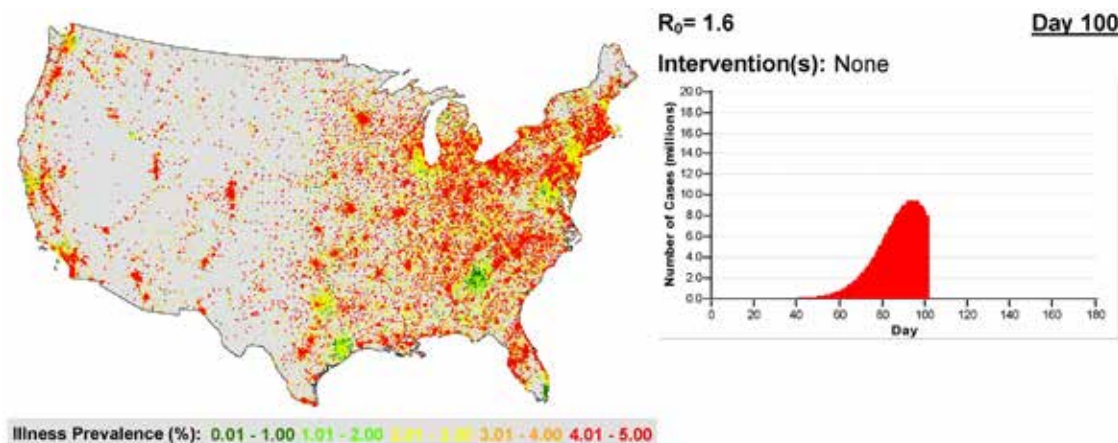 R₀= 1.6
Day 100
Intervention(s): None
20.0
18.0
16.0
14.0
12.0
10.0
8.0
6.0
4.0
2.0
0.0
Number of Cases (millions)
0 20 40 60 80 100 120 140 160 180
Day
Illness Prevalence (%): 0.01 - 1.00 1.01 - 2.00 3.01 - 4.00 4.01 - 5.00